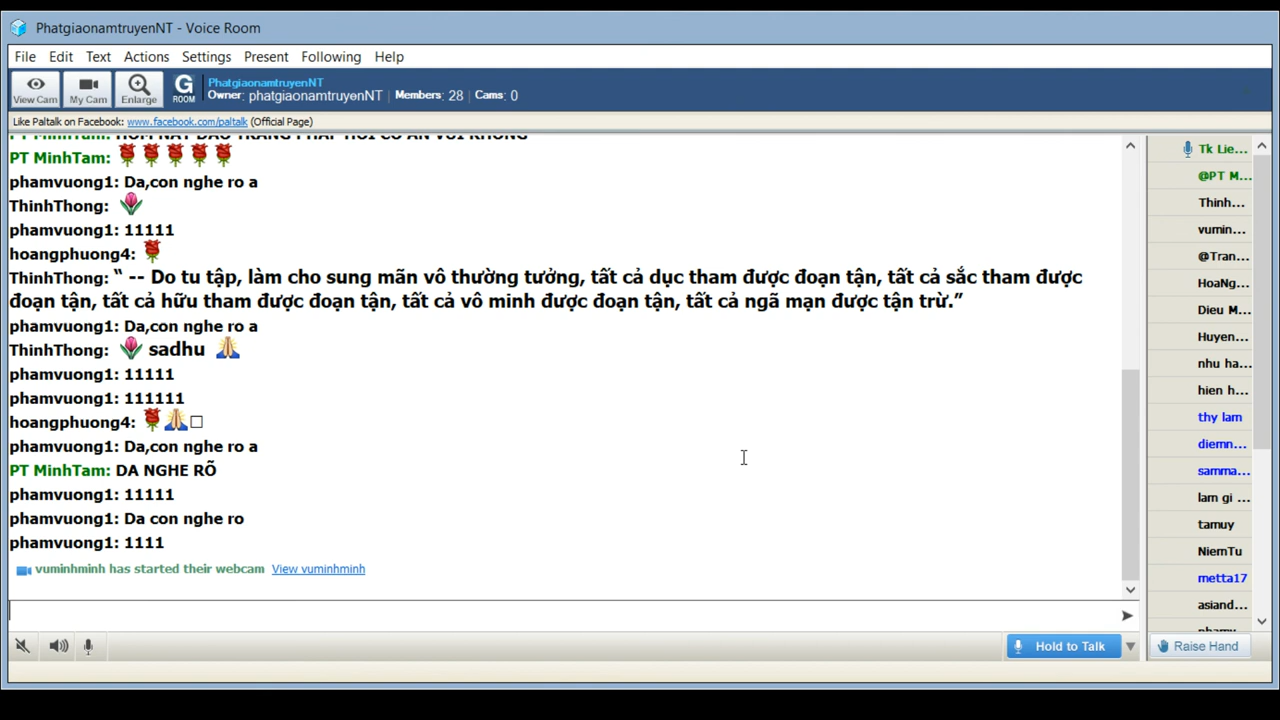 PhatgiaonamtruyenNT - Voice Room
File Edit Text Actions Settings Present Following Help
View Cam My Cam Enlarge G ROOM PhatgiaonamtruyenNT
Owner: phatgiaonamtruyenNT Members: 28 Cams: 0
Like Paltalk on Facebook: www.facebook.com/paltalk (Official Page)
PT MinhTam:
phamvuong1: Da,con nghe ro a
ThinhThong:
phamvuong1: 11111
hoangphuong4:
ThinhThong: “ -- Do tu tập, làm cho sung mãn vô thường tưởng, tất cả dục tham được đoạn tận, tất cả sắc tham được
đoạn tận, tất cả hữu tham được đoạn tận, tất cả vô minh được đoạn tận, tất cả ngã mạn được tận trừ.”
phamvuong1: Da,con nghe ro a
ThinhThong: sadhu
phamvuong1: 11111
phamvuong1: 111111
hoangphuong4:
phamvuong1: Da,con nghe ro a
PT MinhTam: DA NGHE RÕ
phamvuong1: 11111
phamvuong1: Da con nghe ro
phamvuong1: 1111
vuminhminh has started their webcam View vuminhminh
Tk Lie...
@PT M...
Thinh...
vumin...
@Tran...
HoaNg...
Dieu M...
Huyen...
nhu ha...
hien h...
thy lam
diemn...
samma...
lam gi ...
tamuy
NiemTu
metta17
asiand...
Hold to Talk
Raise Hand